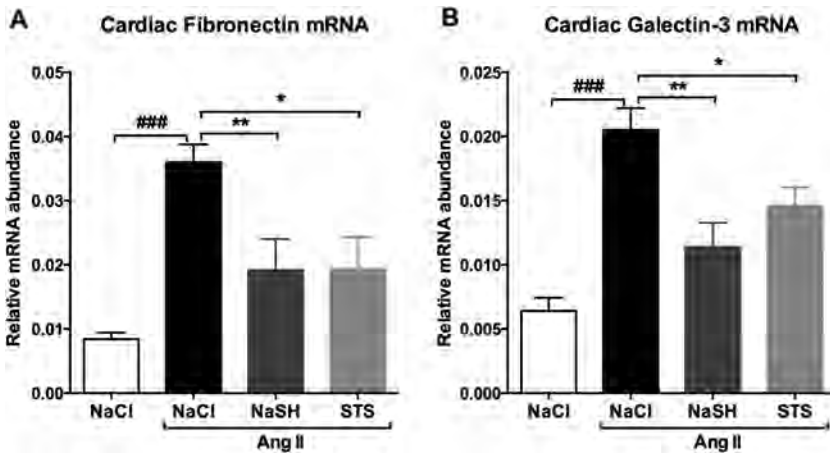 A
Cardiac Fibronectin mRNA
Relative mRNA abundance
0.05
0.04
0.03
0.02
0.01
0.00
###
**
*
NaCl
NaCl
NaSH
STS
Ang II
B
Cardiac Galectin-3 mRNA
Relative mRNA abundance
0.025
0.020
0.015
0.010
0.005
0.000
###
**
*
NaCl
NaCl
NaSH
STS
Ang II